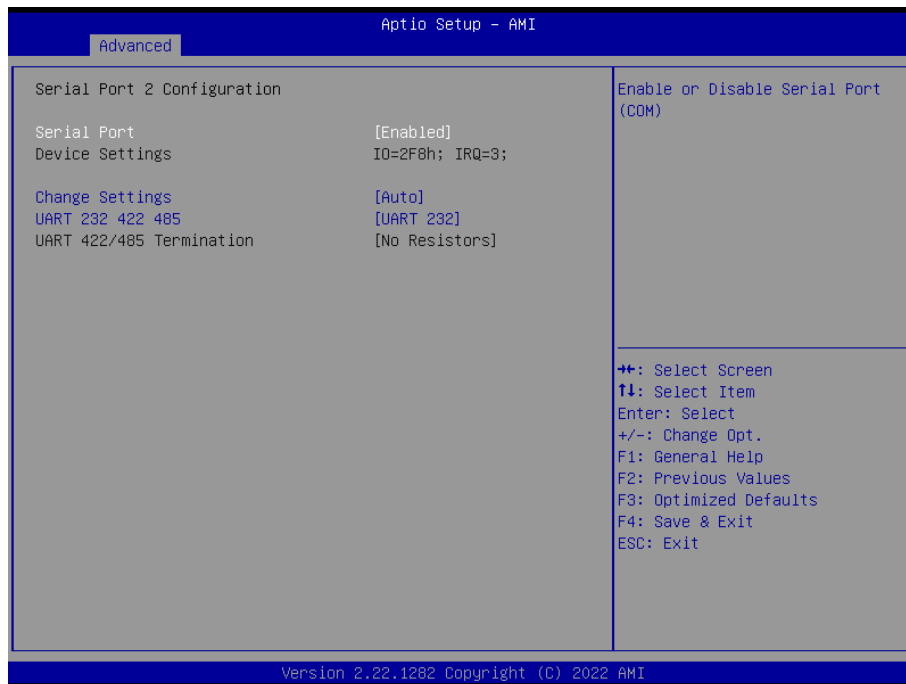 Aptio Setup – AMI
Advanced
Serial Port 2 Configuration
Serial Port [Enabled]
Device Settings IO=2F8h; IRQ=3;
Change Settings [Auto]
UART 232 422 485 [UART 232]
UART 422/485 Termination [No Resistors]
Enable or Disable Serial Port
(COM)
→←: Select Screen
↑↓: Select Item
Enter: Select
+/-: Change Opt.
F1: General Help
F2: Previous Values
F3: Optimized Defaults
F4: Save & Exit
ESC: Exit
Version 2.22.1282 Copyright (C) 2022 AMI